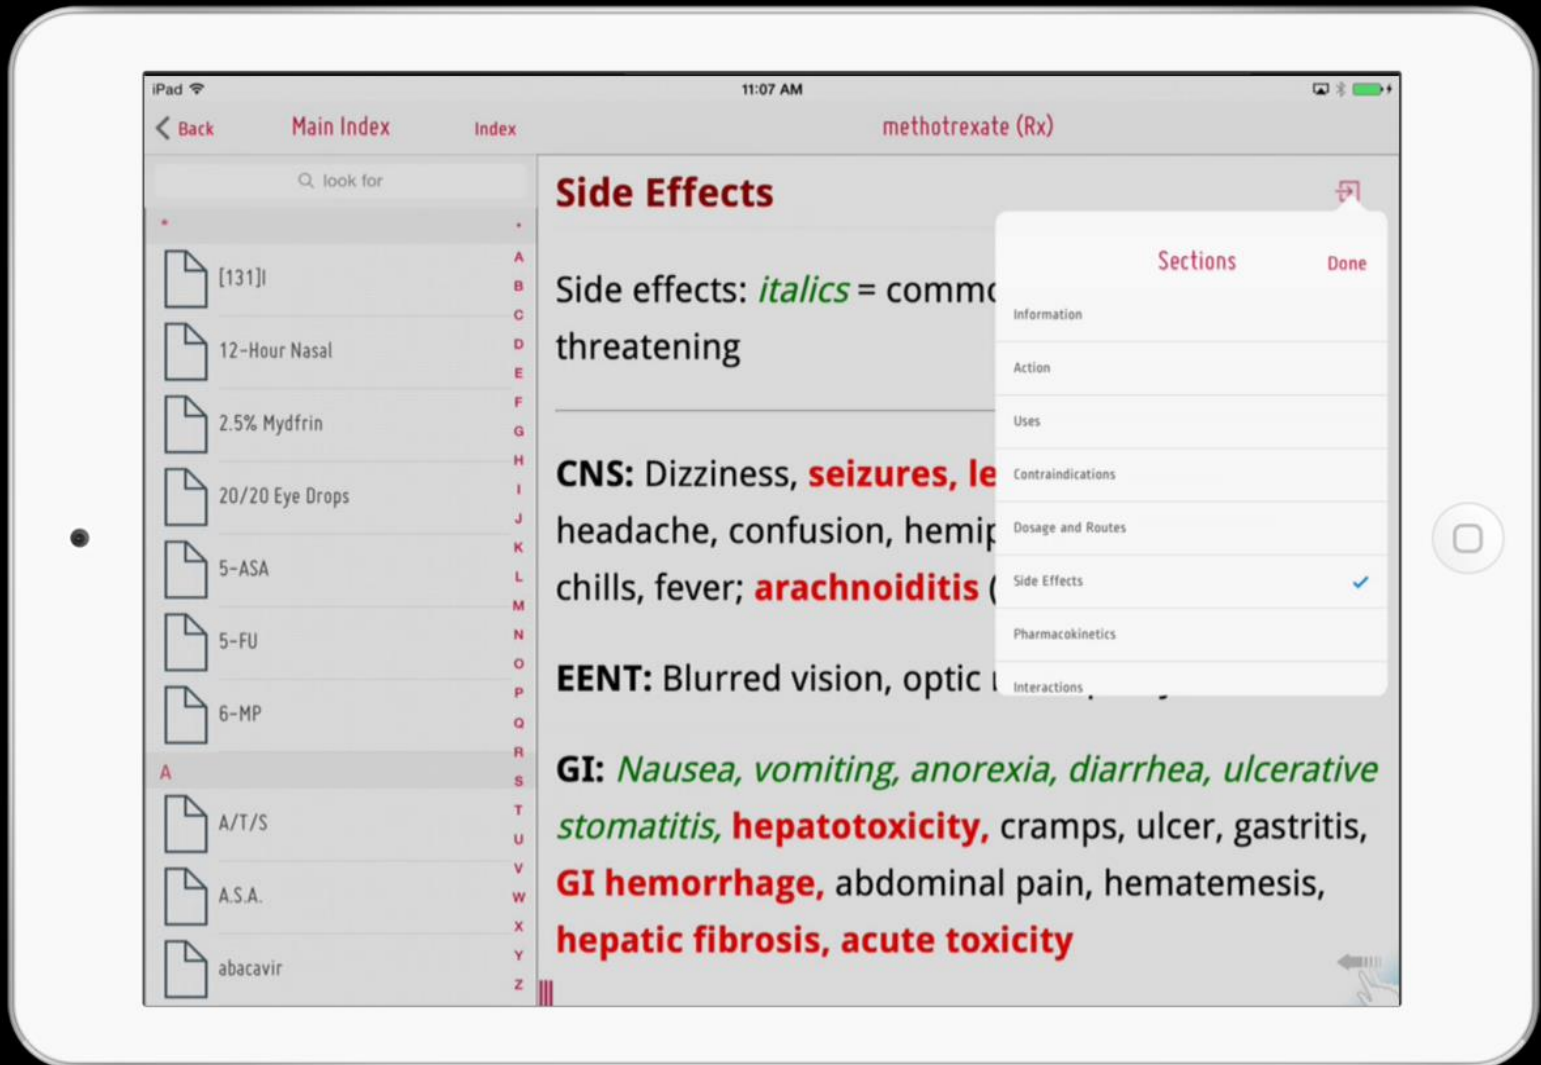 iPad
11:07 AM
Back
Main Index
Index
methotrexate (Rx)
look for
*
[131]I
12-Hour Nasal
2.5% Mydfrin
20/20 Eye Drops
5-ASA
5-FU
6-MP
A
A/T/S
A.S.A.
abacavir
*
A
B
C
D
E
F
G
H
I
J
K
L
M
N
O
P
Q
R
S
T
U
V
W
X
Y
Z
Side Effects
Side effects: italics = commo
threatening
CNS: Dizziness, seizures, le
headache, confusion, hemip
chills, fever; arachnoiditis (
EENT: Blurred vision, optic
GI: Nausea, vomiting, anorexia, diarrhea, ulcerative
stomatitis, hepatotoxicity, cramps, ulcer, gastritis,
GI hemorrhage, abdominal pain, hematemesis,
hepatic fibrosis, acute toxicity
Sections
Done
Information
Action
Uses
Contraindications
Dosage and Routes
Side Effects
Pharmacokinetics
Interactions